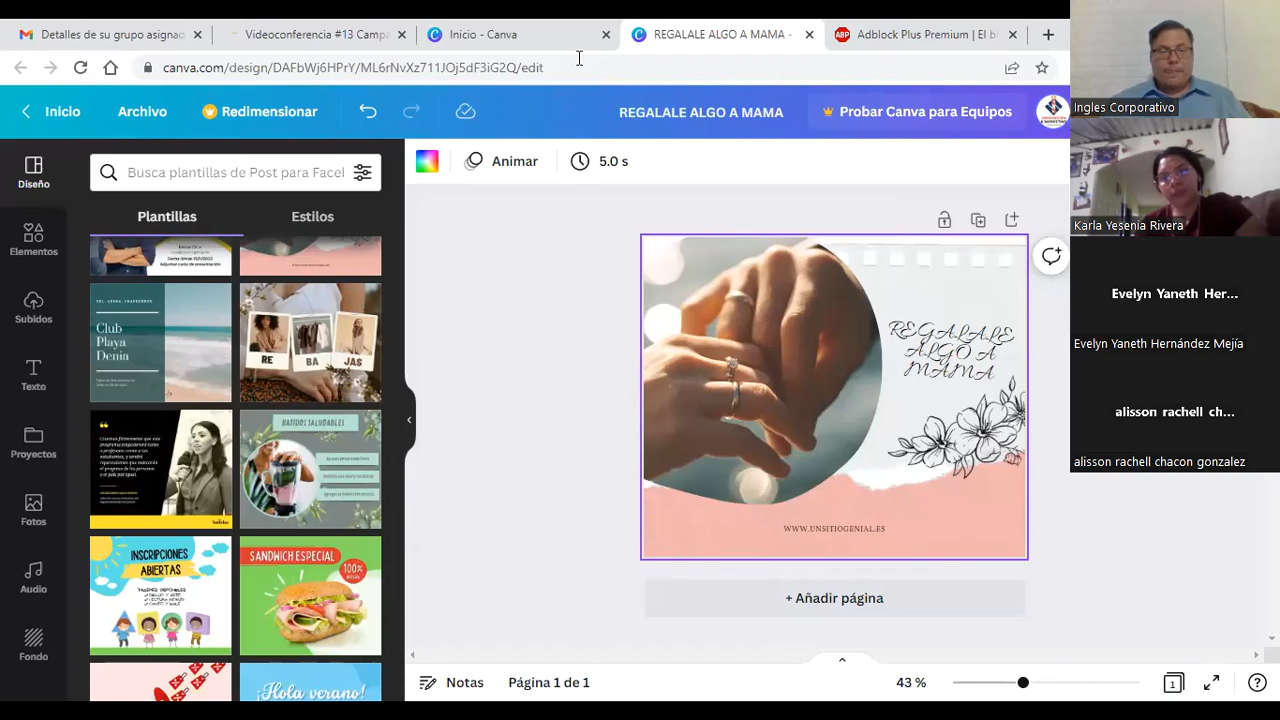 Detalles de su grupo asignad
Videoconferencia #13 Campa
Inicio - Canva
REGALALE ALGO A MAMA -
Adblock Plus Premium | El bl
canva.com/design/DAFbWj6HPrY/ML6rNvXz711JOj5dF3iG2Q/edit
Inicio
Archivo
Redimensionar
REGALALE ALGO A MAMA
Probar Canva para Equipos
Diseño
Elementos
Subidos
Texto
Proyectos
Fotos
Audio
Fondo
Busca plantillas de Post para Facel
Plantillas
Estilos
Club
Playa
Denia
RE BA JAS
BATIDOS SALUDABLES
INSCRIPCIONES
ABIERTAS
SANDWICH ESPECIAL
100%
¡Hola verano!
Animar
5.0 s
REGALALE
ALGO A
MAMA
WWW.UNSITIOGENIAL.ES
+ Añadir página
Notas
Página 1 de 1
43 %
1
Ingles Corporativo
Karla Yesenia Rivera
Evelyn Yaneth Her...
Evelyn Yaneth Hernández Mejía
alisson rachell ch...
alisson rachell chacon gonzalez